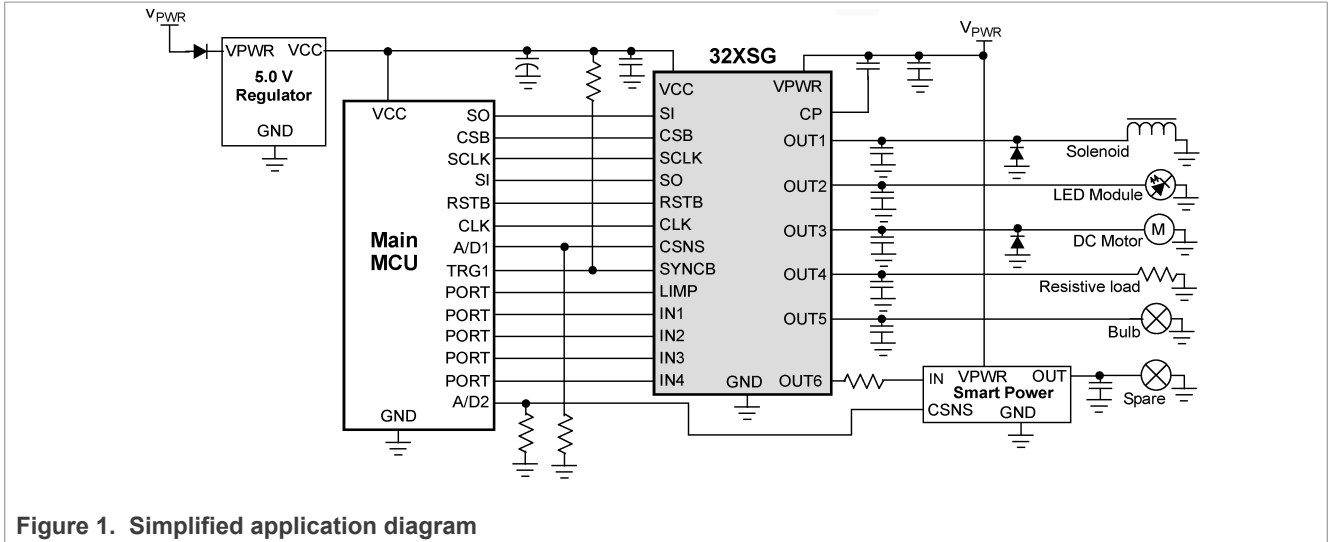 VPWR
VPWR VCC
5.0 V
Regulator
GND
VCC
SO
CSB
SCLK
SI
RSTB
CLK
A/D1
TRG1
PORT
PORT
PORT
PORT
PORT
A/D2
Main
MCU
GND
32XSG
VCC
SI
CSB
SCLK
SO
RSTB
CLK
CSNS
SYNCB
LIMP
IN1
IN2
IN3
IN4
GND
VPWR
CP
OUT1
OUT2
OUT3
OUT4
OUT5
OUT6
VPWR
Solenoid
LED Module
M
DC Motor
Resistive load
Bulb
IN VPWR OUT
Smart Power
CSNS GND
Spare
Figure 1. Simplified application diagram